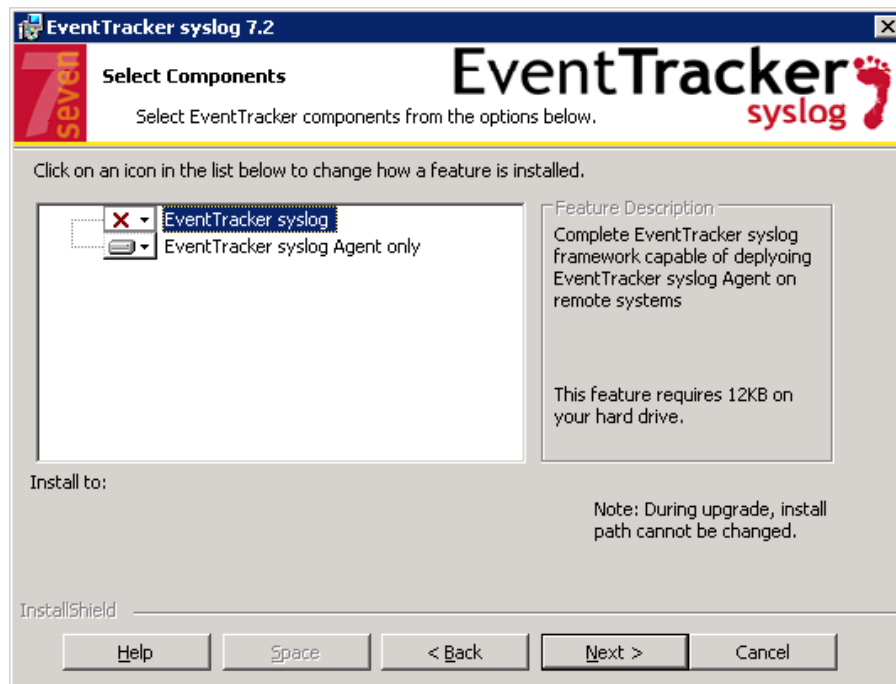 EventTracker syslog 7.2
7
seven
Select Components
Select EventTracker components from the options below.
EventTracker
syslog
Click on an icon in the list below to change how a feature is installed.
EventTracker syslog
EventTracker syslog Agent only
Feature Description
Complete EventTracker syslog
framework capable of deplyoing
EventTracker syslog Agent on
remote systems
This feature requires 12KB on
your hard drive.
Install to:
Note: During upgrade, install
path cannot be changed.
InstallShield
Help
Space
< Back
Next >
Cancel